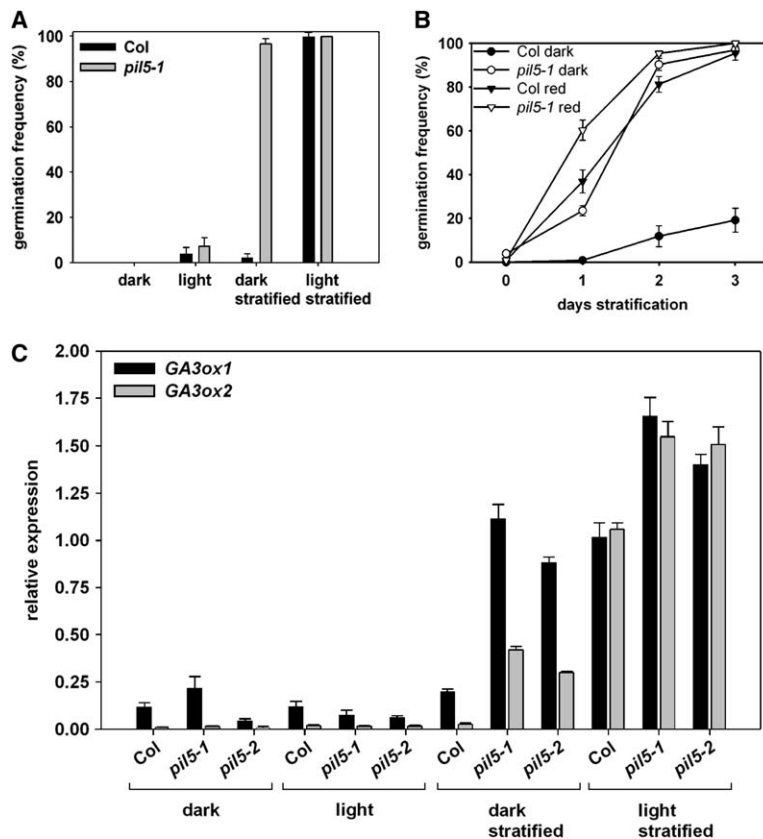 A
Col
pil5-1
germination frequency (%)
100
80
60
40
20
0
dark
light
dark
stratified
light
stratified
B
Col dark
pil5-1 dark
Col red
pil5-1 red
germination frequency (%)
100
80
60
40
20
0
0 1 2 3
days stratification
C
GA3ox1
GA3ox2
relative expression
2.00
1.75
1.50
1.25
1.00
0.75
0.50
0.25
0.00
Col pil5-1 pil5-2 Col pil5-1 pil5-2 Col pil5-1 pil5-2 Col pil5-1 pil5-2
dark
light
dark
stratified
light
stratified